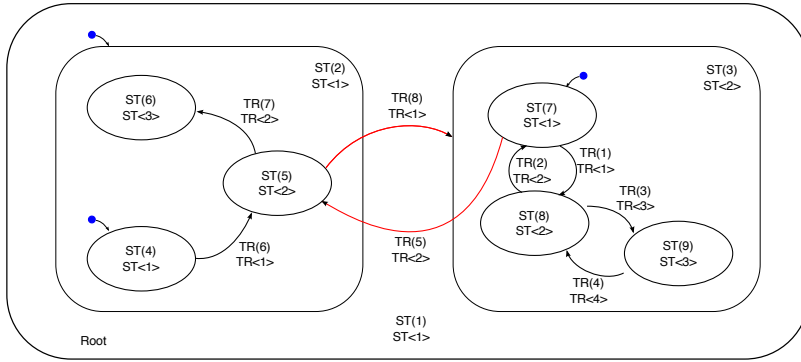 ST(2)
ST<1>
ST(6)
ST<3>
TR(7)
TR<2>
ST(5)
ST<2>
ST(4)
ST<1>
TR(6)
TR<1>
TR(8)
TR<1>
TR(5)
TR<2>
ST(3)
ST<2>
ST(7)
ST<1>
TR(2)
TR<2>
TR(1)
TR<1>
ST(8)
ST<2>
TR(3)
TR<3>
ST(9)
ST<3>
TR(4)
TR<4>
ST(1)
ST<1>
Root